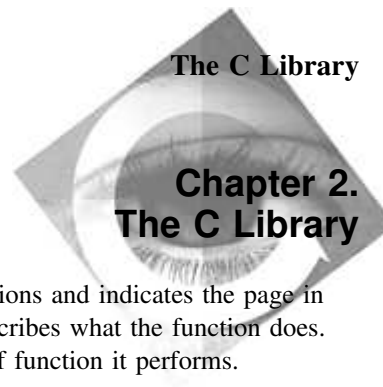 The C Library
Chapter 2.
The C Library
ions and indicates the page in
cribes what the function does.
f function it performs.